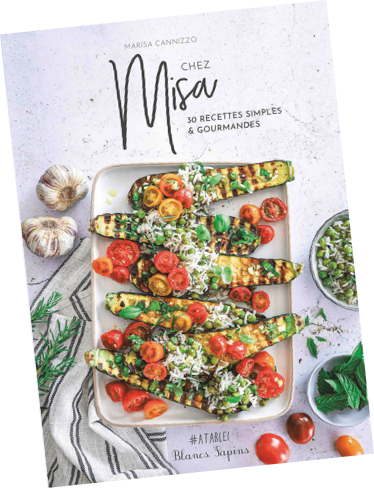 MARISA CANNIZZO
CHEZ
Misa
30 RECETTES SIMPLES
& GOURMANDES
#ATABLE!
Blancs Sapins